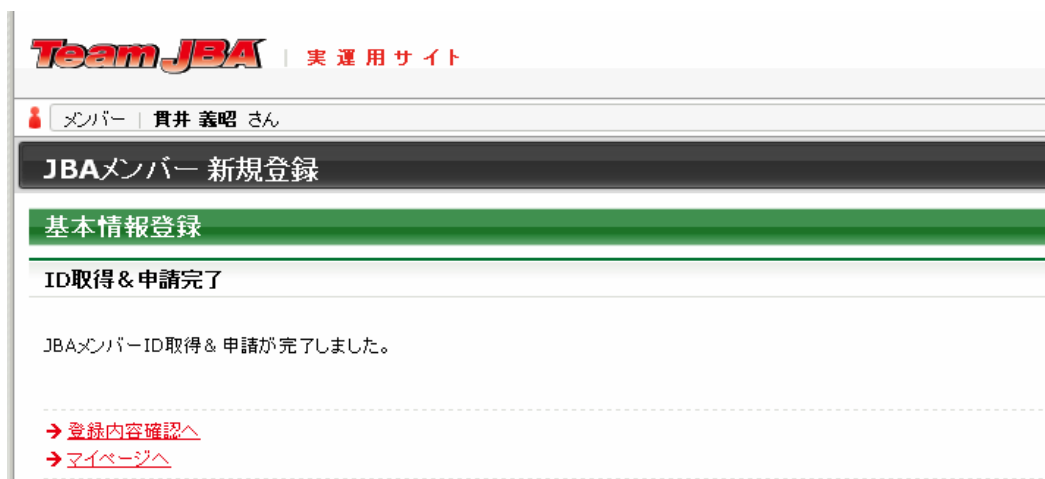 Team JBA | 実運用サイト
メンバー | 貫井 義昭 さん
JBAメンバー 新規登録
基本情報登録
ID取得＆申請完了
JBAメンバーID取得＆申請が完了しました。
→ 登録内容確認へ
→ マイページへ